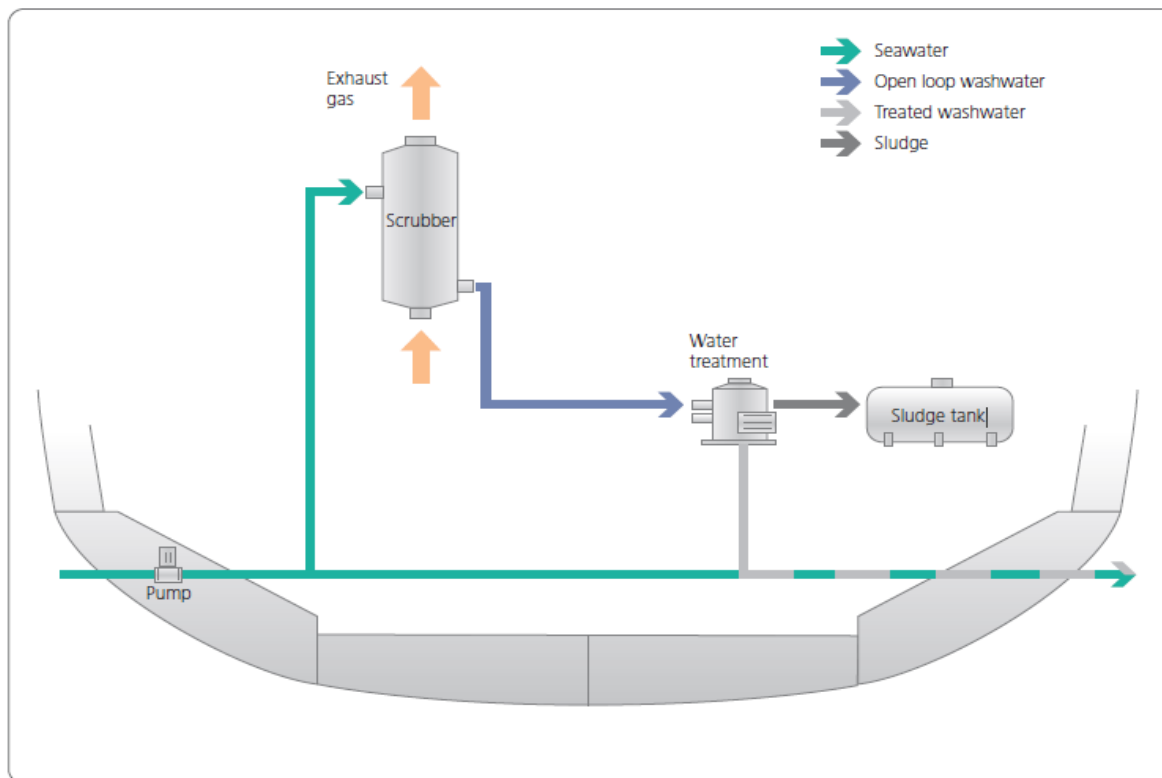 Exhaust
gas
Seawater
Open loop washwater
Treated washwater
Sludge
Scrubber
Water
treatment
Sludge tank
Pump